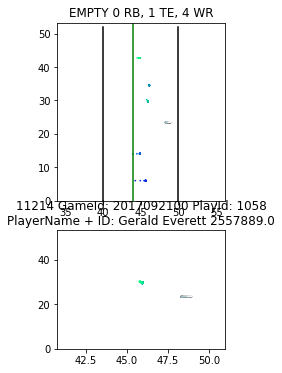 EMPTY 0 RB, 1 TE, 4 WR
50
40
30
20
10
0
35 40 45 50 55
11214 GameId: 2017092100 PlayId: 1058
PlayerName + ID: Gerald Everett 2557889.0
40
20
0
42.5 45.0 47.5 50.0